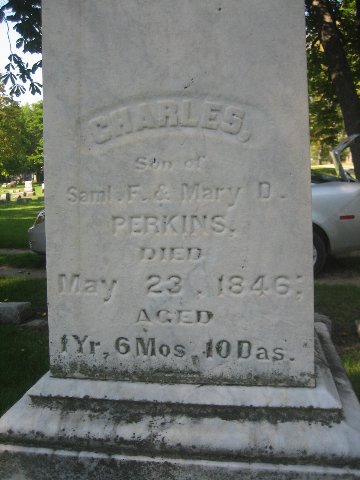 CHARLES,
Son of
Saml. F. & Mary D.
PERKINS.
DIED
May 23, 1846;
AGED
1 Yr, 6 Mos, 10 Das.